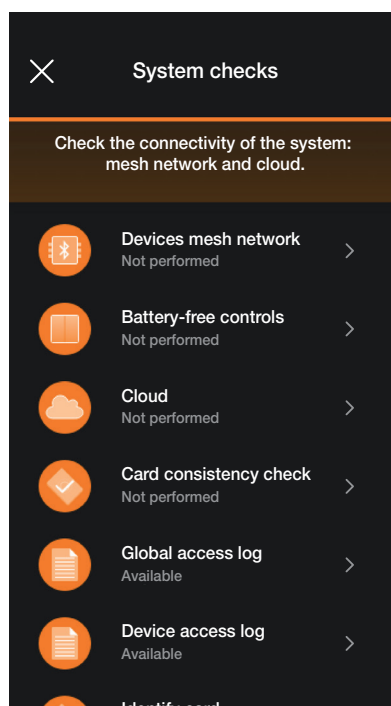 System checks
Check the connectivity of the system:
mesh network and cloud.
Devices mesh network
Not performed
Battery-free controls
Not performed
Cloud
Not performed
Card consistency check
Not performed
Global access log
Available
Device access log
Available
Identify card